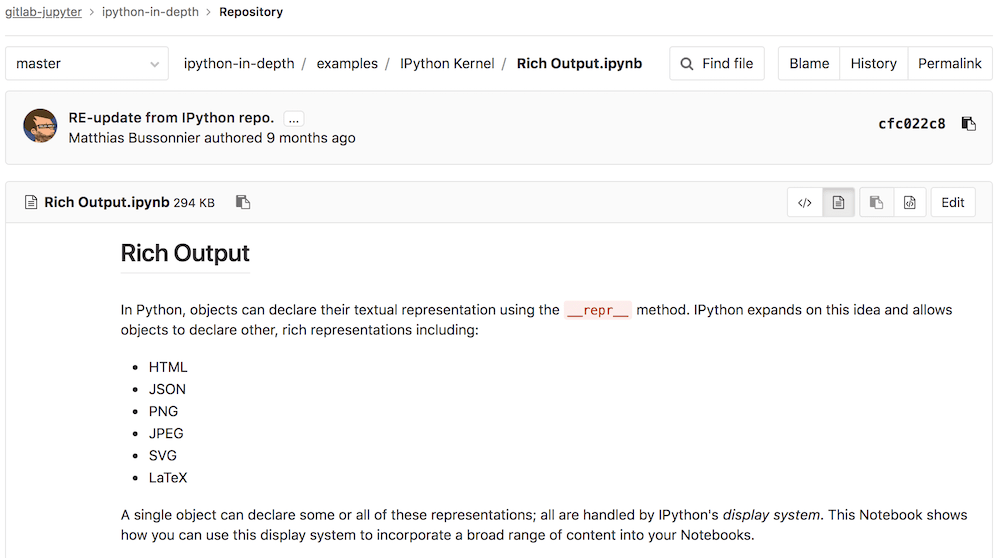 gitlab-jupyter > ipython-in-depth > Repository
master ipython-in-depth / examples / IPython Kernel / Rich Output.ipynb Find file Blame History Permalink
RE-update from IPython repo. ...
Matthias Bussonnier authored 9 months ago
cfc022c8
Rich Output.ipynb 294 KB </> Edit
Rich Output
In Python, objects can declare their textual representation using the __repr__ method. IPython expands on this idea and allows
objects to declare other, rich representations including:
• HTML
• JSON
• PNG
• JPEG
• SVG
• LaTeX
A single object can declare some or all of these representations; all are handled by IPython's display system. This Notebook shows
how you can use this display system to incorporate a broad range of content into your Notebooks.